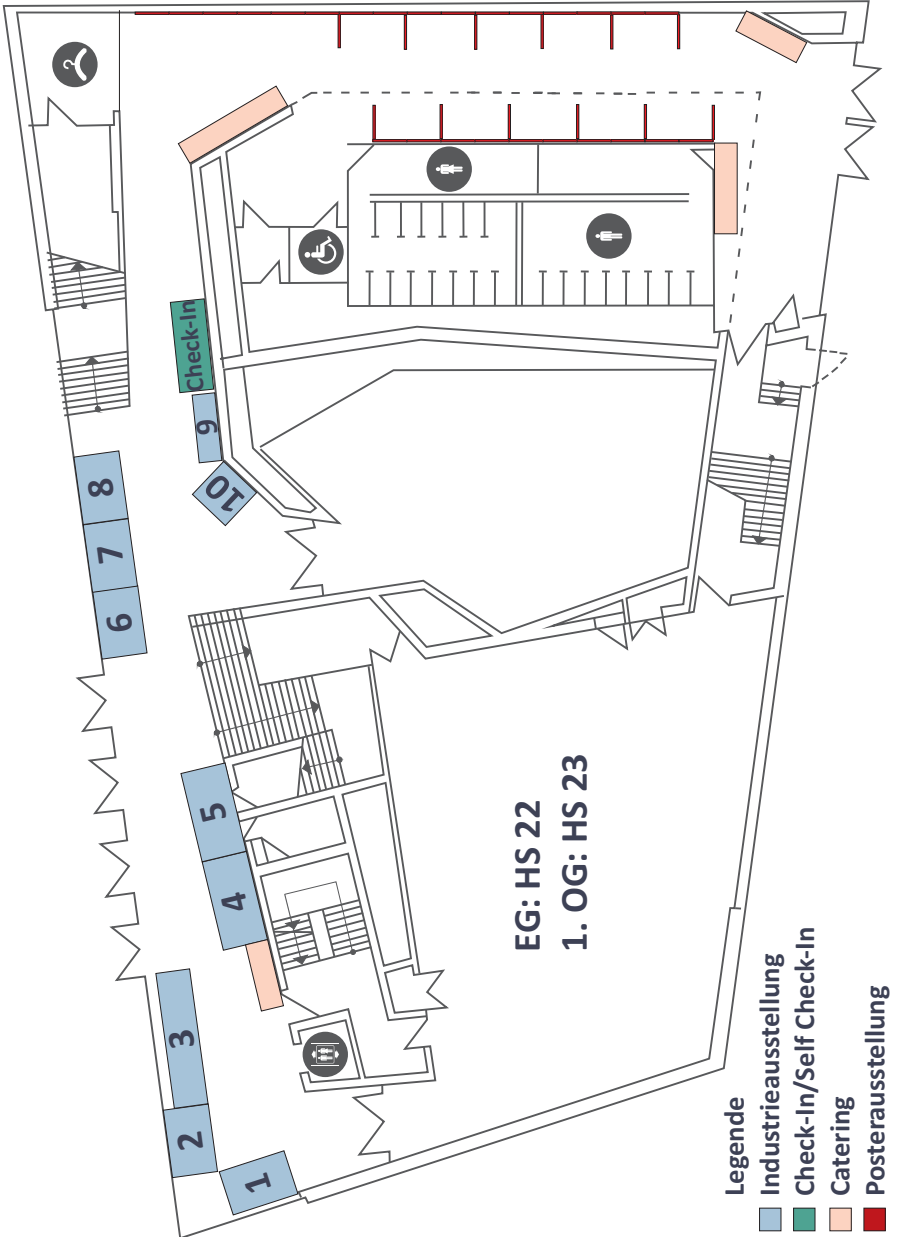 Check-In
9
10
8
7
6
5
4
3
2
1
EG: HS 22
1. OG: HS 23
Legende
Industrieausstellung
Check-In/Self Check-In
Catering
Posterausstellung